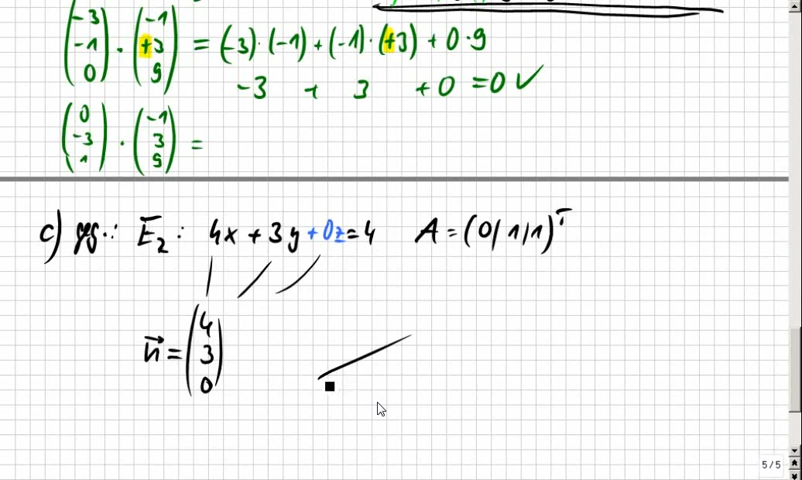 (-3 -1 0) · (-1 +3 9) = (-3)·(-1) + (-1)·(+3) + 0·9
-3 + 3 + 0 = 0 ✓
(0 -3 1) · (-1 3 9) =
c) gg.: E₂: 4x + 3y + 0z = 4 A = (0/1/1)ᵀ
n⃗ = (4 3 0)
5/5